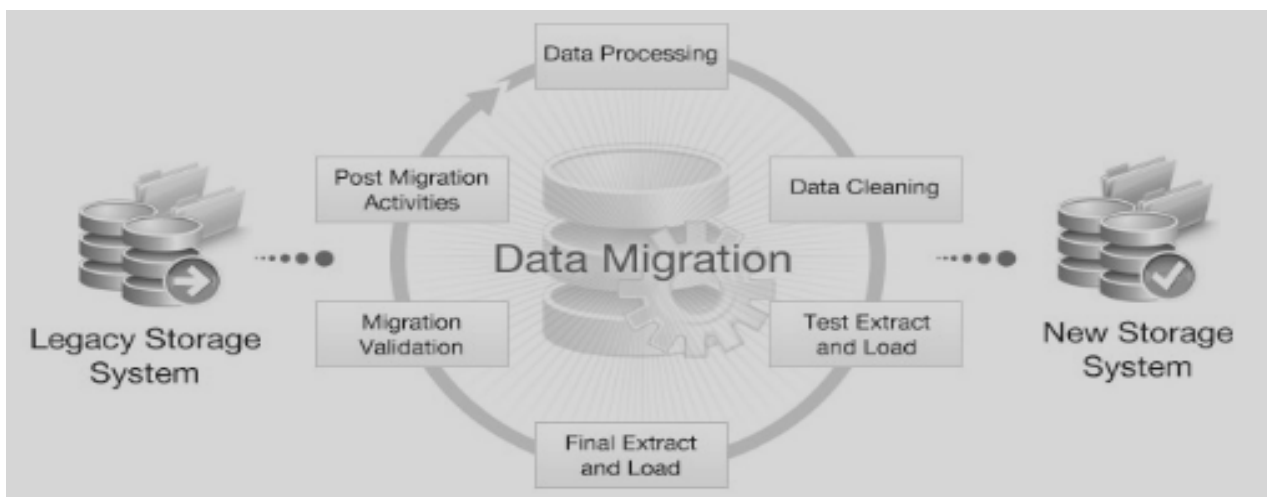 Data Processing
Post Migration
Activities
Data Cleaning
Data Migration
Legacy Storage
System
Migration
Validation
Test Extract
and Load
New Storage
System
Final Extract
and Load